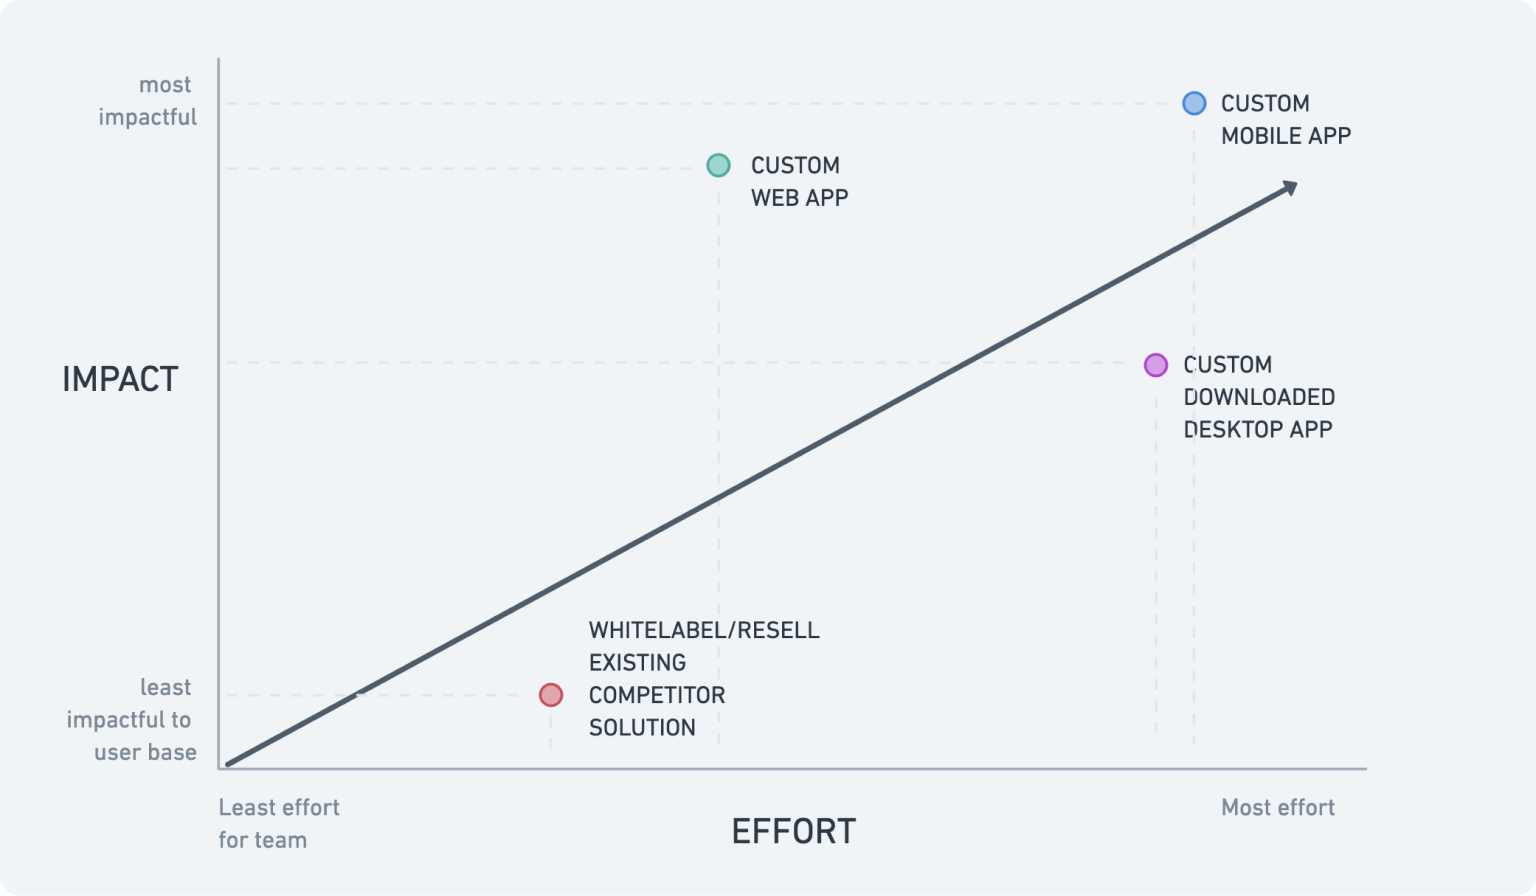 most
impactful
CUSTOM
MOBILE APP
CUSTOM
WEB APP
IMPACT
CUSTOM
DOWNLOADED
DESKTOP APP
WHITELABEL/RESELL
EXISTING
COMPETITOR
SOLUTION
least
impactful to
user base
Least effort
for team
EFFORT
Most effort